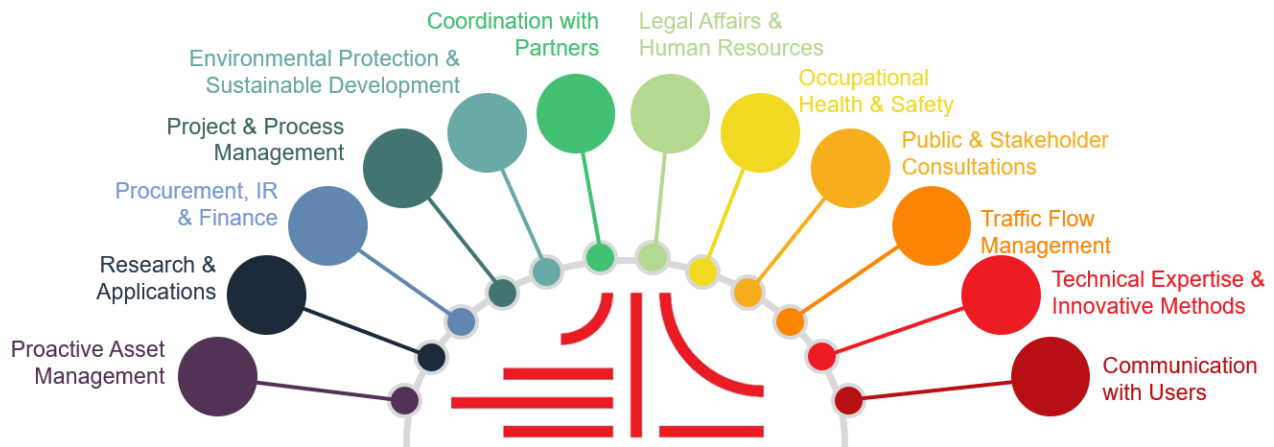 Coordination with
Partners
Legal Affairs &
Human Resources
Environmental Protection &
Sustainable Development
Occupational
Health & Safety
Project & Process
Management
Public & Stakeholder
Consultations
Procurement, IR
& Finance
Traffic Flow
Management
Research &
Applications
Technical Expertise &
Innovative Methods
Proactive Asset
Management
Communication
with Users